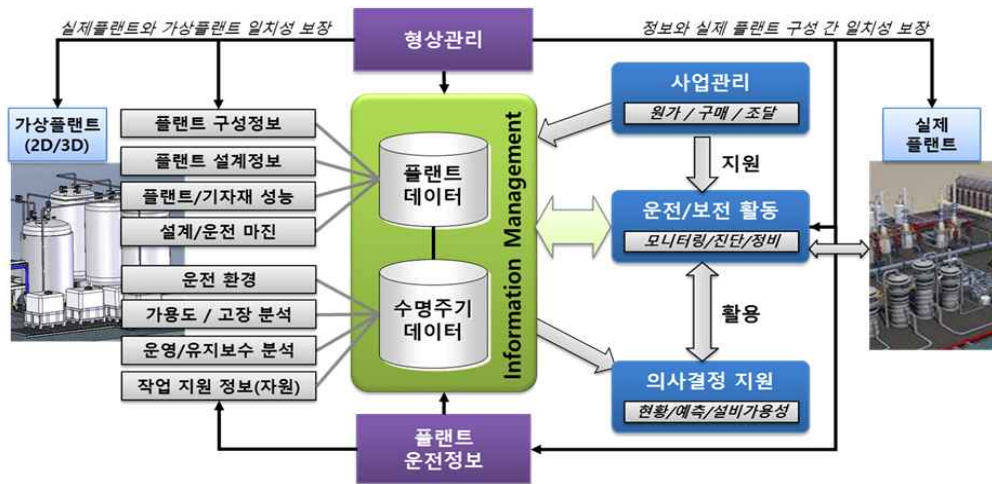 실제플랜트와 가상플랜트 일치성 보장
형상관리
정보와 실제 플랜트 구성 간 일치성 보장
가상플랜트
(2D/3D)
플랜트 구성정보
플랜트 설계정보
플랜트/기자재 성능
설계/운전 마진
운전 환경
가용도 / 고장 분석
운영/유지보수 분석
작업 지원 정보(자원)
플랜트
데이터
수명주기
데이터
Information Management
사업관리
원가 / 구매 / 조달
지원
운전/보전 활동
모니터링/진단/정비
활용
의사결정 지원
현황/예측/설비가용성
실제
플랜트
플랜트
운전정보